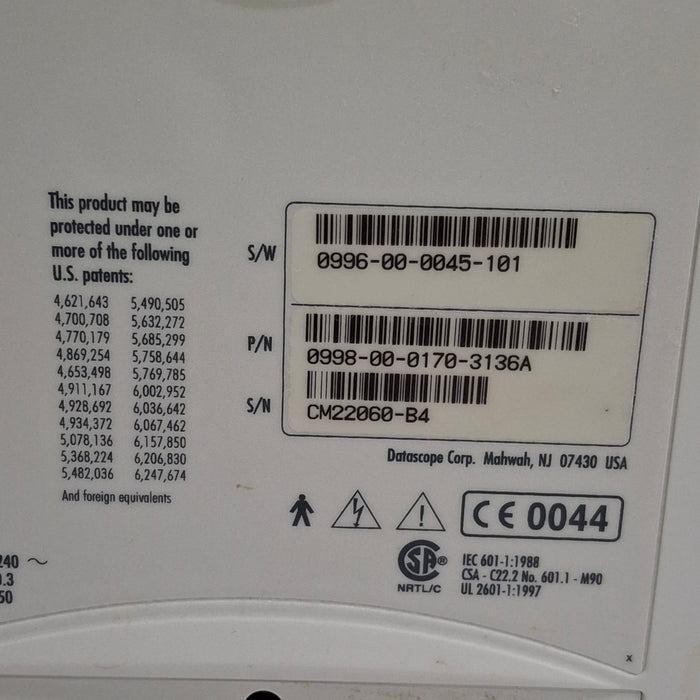 This product may be
protected under one or
more of the following
U.S. patents:
4,621,643 5,490,505
4,700,708 5,632,272
4,770,179 5,685,299
4,869,254 5,758,644
4,653,498 5,769,785
4,911,167 6,002,952
4,928,692 6,036,642
4,934,372 6,067,462
5,078,136 6,157,850
5,368,224 6,206,830
5,482,036 6,247,674
And foreign equivalents
S/W 0996-00-0045-101
P/N 0998-00-0170-3136A
S/N CM22060-B4
Datascope Corp. Mahwah, NJ 07430 USA
CE 0044
SA ®
NRTL/C
IEC 601-1:1988
CSA - C22.2 No. 601.1 - M90
UL 2601-1:1997
240 ~
.3
50
x